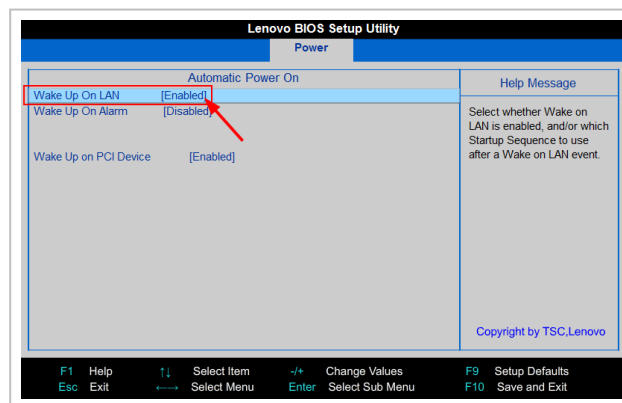 Lenovo BIOS Setup Utility
Power
Automatic Power On
Wake Up On LAN [Enabled]
Wake Up On Alarm [Disabled]
Wake Up on PCI Device [Enabled]
Help Message
Select whether Wake on
LAN is enabled, and/or which
Startup Sequence to use
after a Wake on LAN event.
Copyright by TSC,Lenovo
F1 Help ↑↓ Select Item -/+ Change Values F9 Setup Defaults
Esc Exit ←→ Select Menu Enter Select Sub Menu F10 Save and Exit